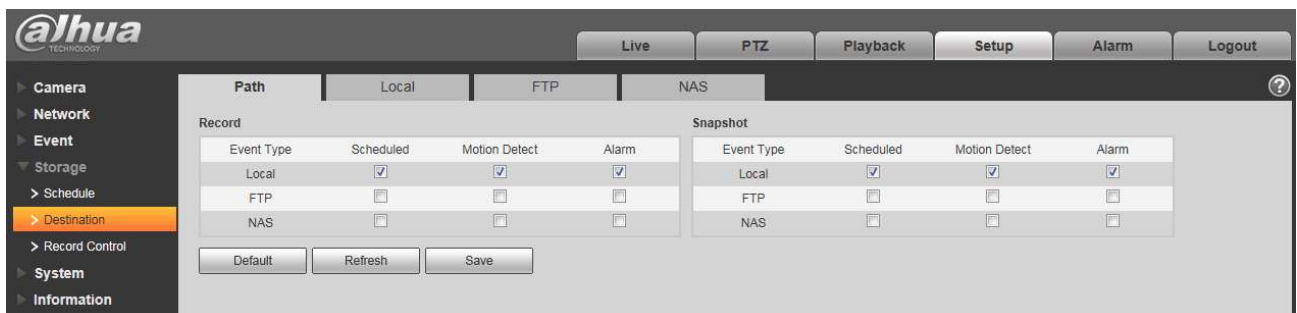 alhua
TECHNOLOGY
Live PTZ Playback Setup Alarm Logout
Camera
Network
Event
Storage
> Schedule
> Destination
> Record Control
System
Information
Path Local FTP NAS
?
Record
Event Type Scheduled Motion Detect Alarm
Local
FTP
NAS
Snapshot
Event Type Scheduled Motion Detect Alarm
Local
FTP
NAS
Default Refresh Save